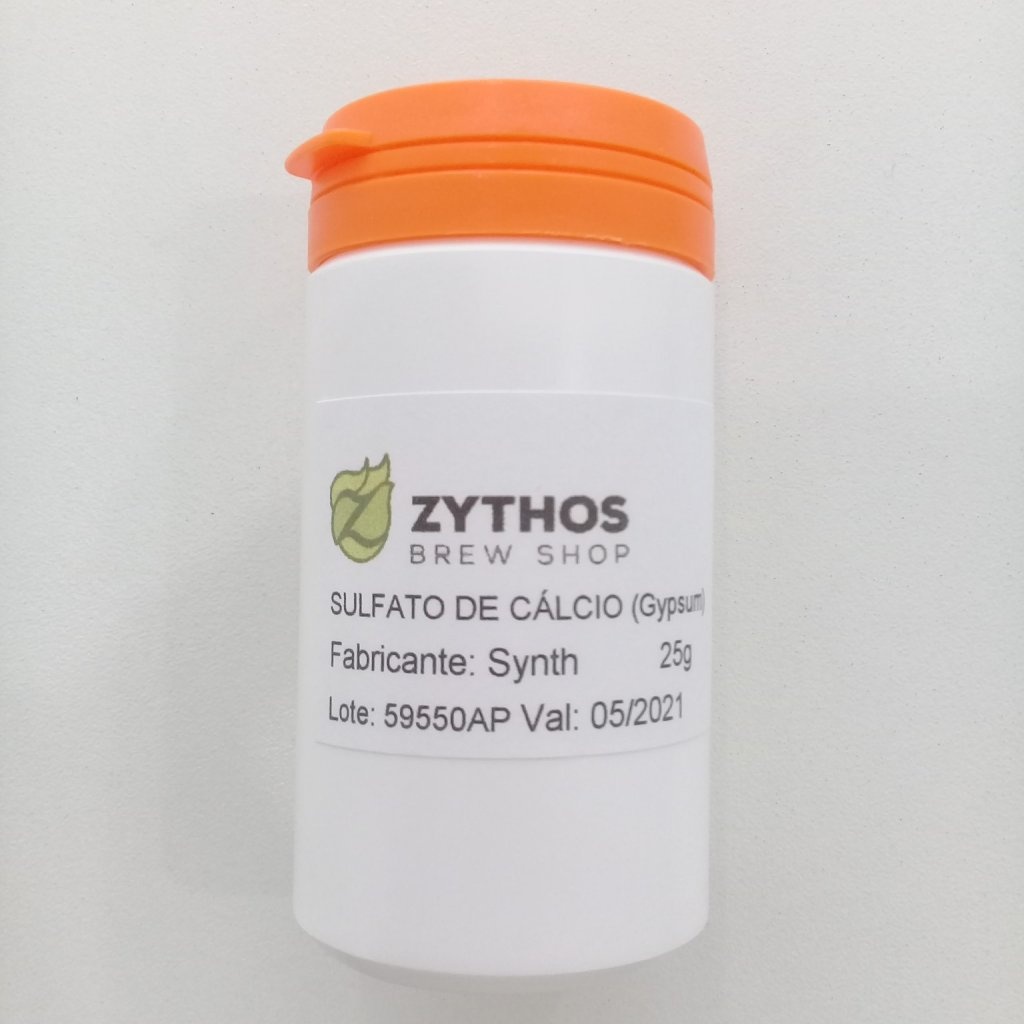 ZYTHOS
BREW SHOP
SULFATO DE CÁLCIO (Gypsum)
Fabricante: Synth 25g
Lote: 59550AP Val: 05/2021